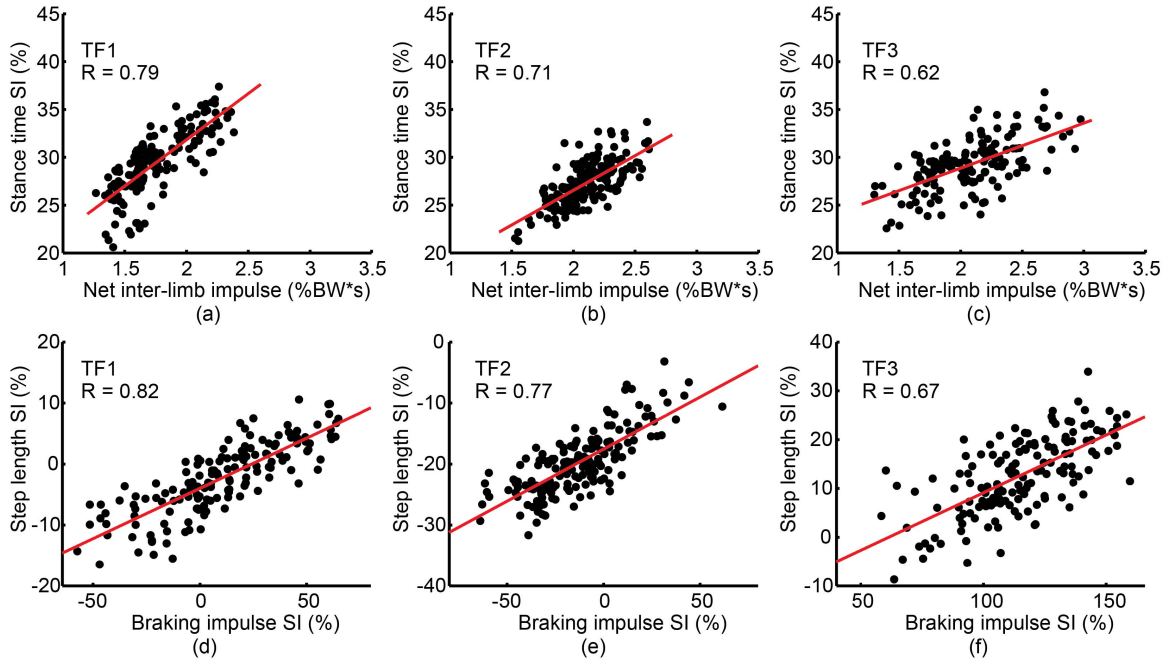 45
40
35
30
25
20
Stance time SI (%)
TF1
R = 0.79
1 1.5 2 2.5 3 3.5
Net inter-limb impulse (%BW*s)
(a)
45
40
35
30
25
20
Stance time SI (%)
TF2
R = 0.71
1 1.5 2 2.5 3 3.5
Net inter-limb impulse (%BW*s)
(b)
45
40
35
30
25
20
Stance time SI (%)
TF3
R = 0.62
1 1.5 2 2.5 3 3.5
Net inter-limb impulse (%BW*s)
(c)
20
10
0
-10
-20
Step length SI (%)
TF1
R = 0.82
-50 0 50
Braking impulse SI (%)
(d)
0
-10
-20
-30
-40
Step length SI (%)
TF2
R = 0.77
-50 0 50
Braking impulse SI (%)
(e)
40
30
20
10
0
-10
Step length SI (%)
TF3
R = 0.67
50 100 150
Braking impulse SI (%)
(f)